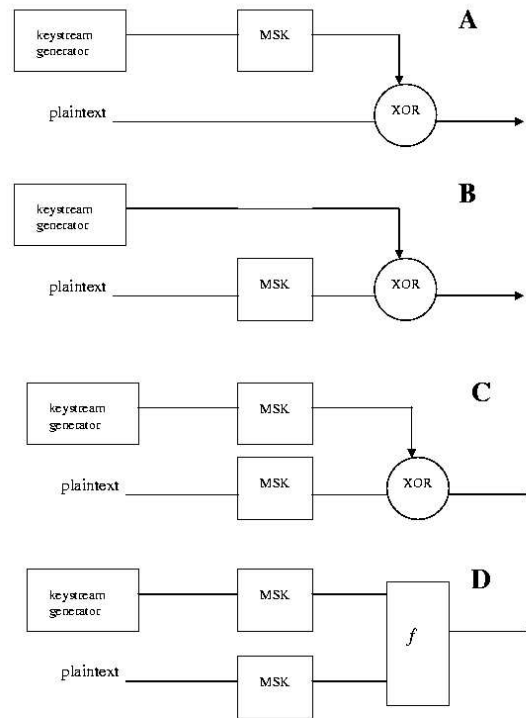 A
keystream
generator
MSK
XOR
plaintext
B
keystream
generator
XOR
plaintext
MSK
C
keystream
generator
MSK
plaintext
MSK
XOR
D
keystream
generator
MSK
f
plaintext
MSK